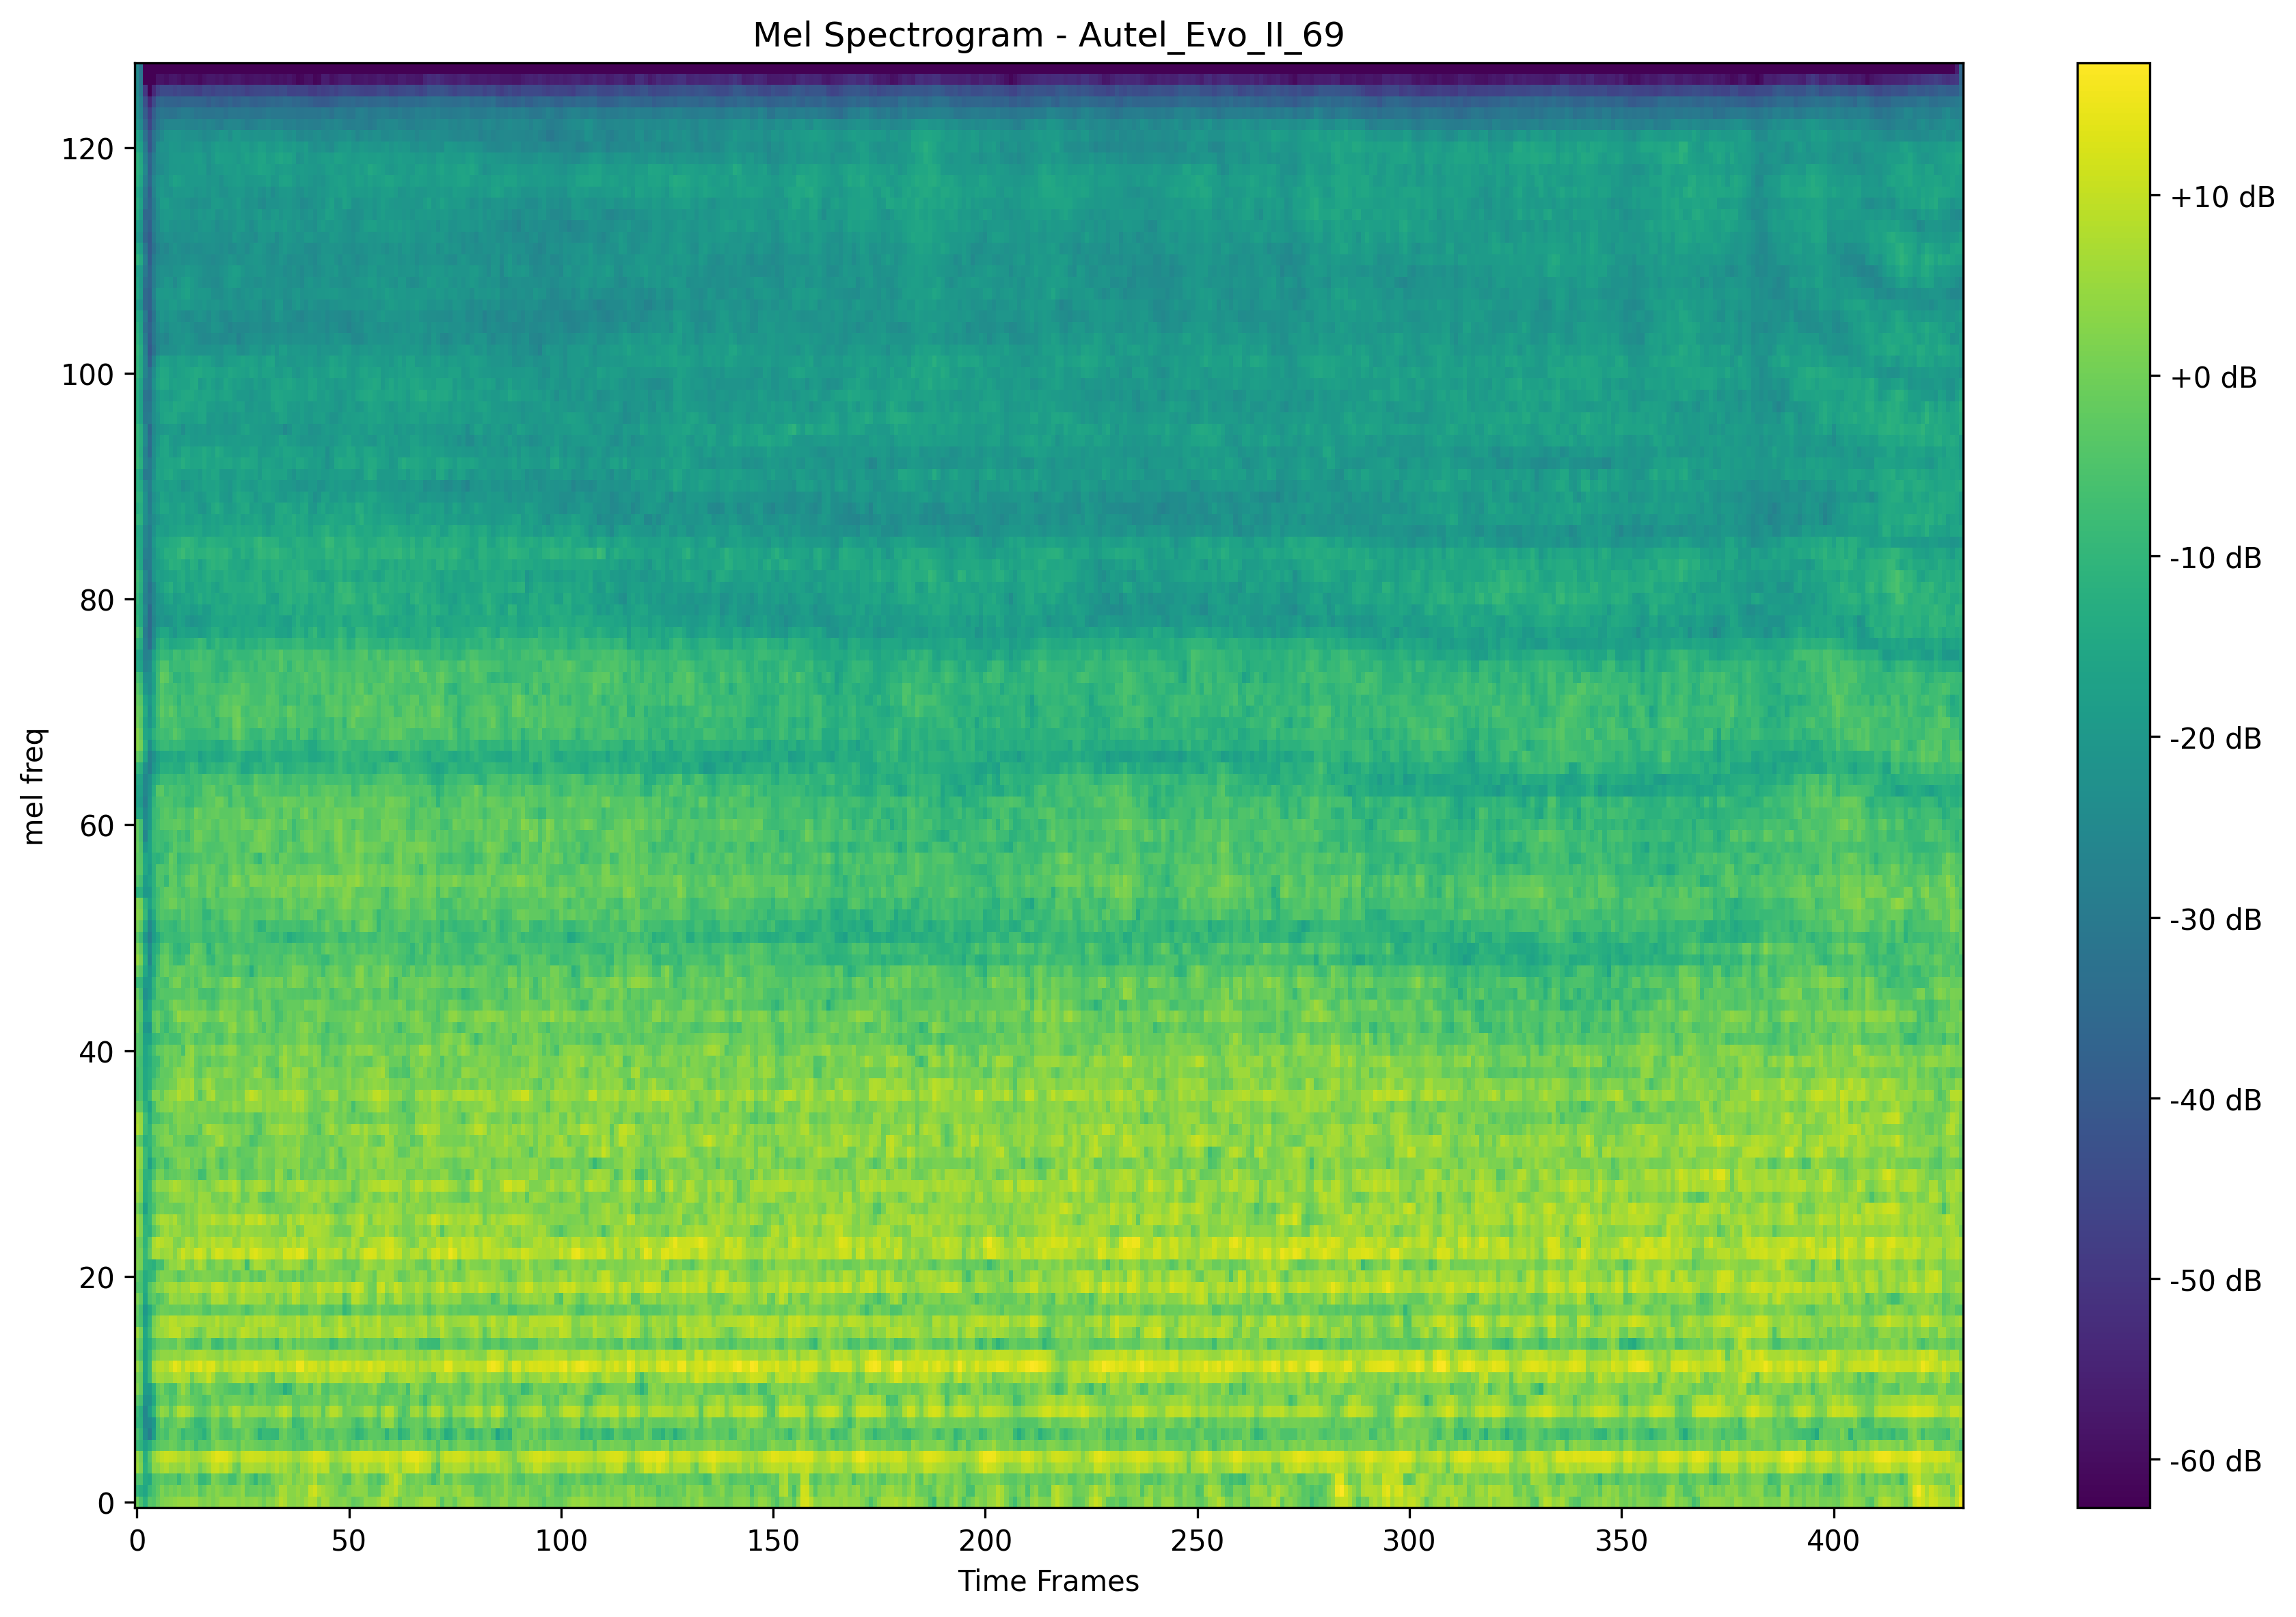 Mel Spectrogram - Autel_Evo_II_69
mel freq
120
100
80
60
40
20
0
0 50 100 150 200 250 300 350 400
Time Frames
+10 dB
+0 dB
-10 dB
-20 dB
-30 dB
-40 dB
-50 dB
-60 dB